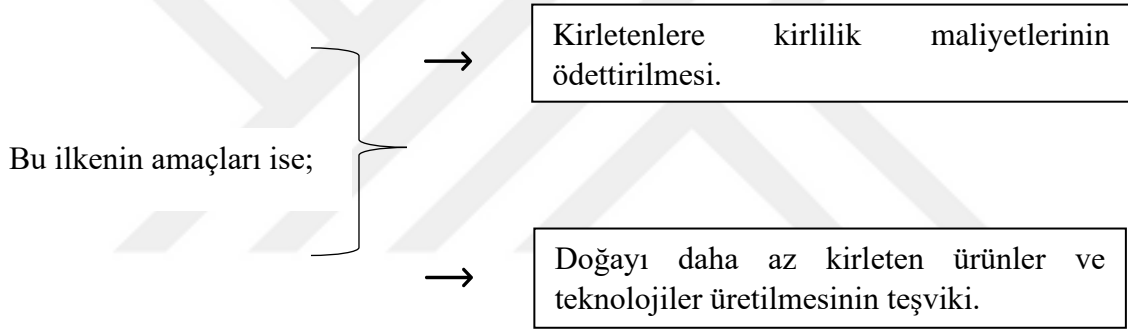 Kirletenlere kirlilik maliyetlerinin
ödettirilmesi.
Bu ilkenin amaçları ise;
Doğayı daha az kirleten ürünler ve
teknolojiler üretilmesinin teşviki.